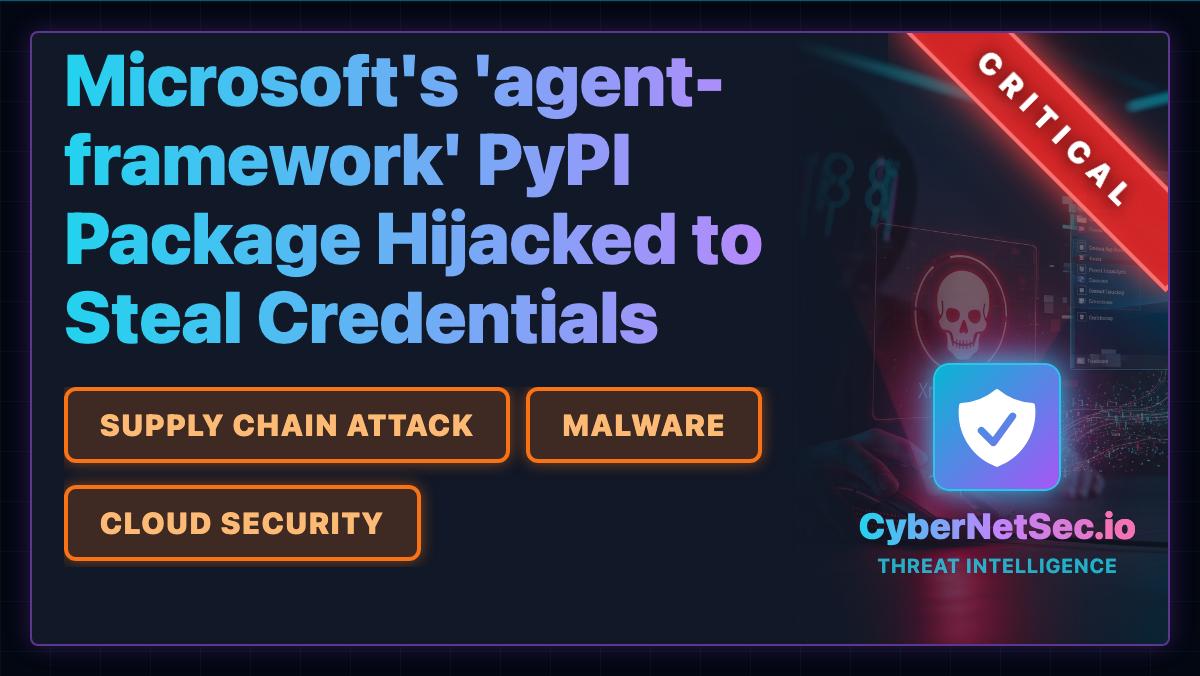 Microsoft's 'agent-
framework' PyPI
Package Hijacked to
Steal Credentials
CRITICAL
SUPPLY CHAIN ATTACK
MALWARE
CLOUD SECURITY
CyberNetSec.io
THREAT INTELLIGENCE